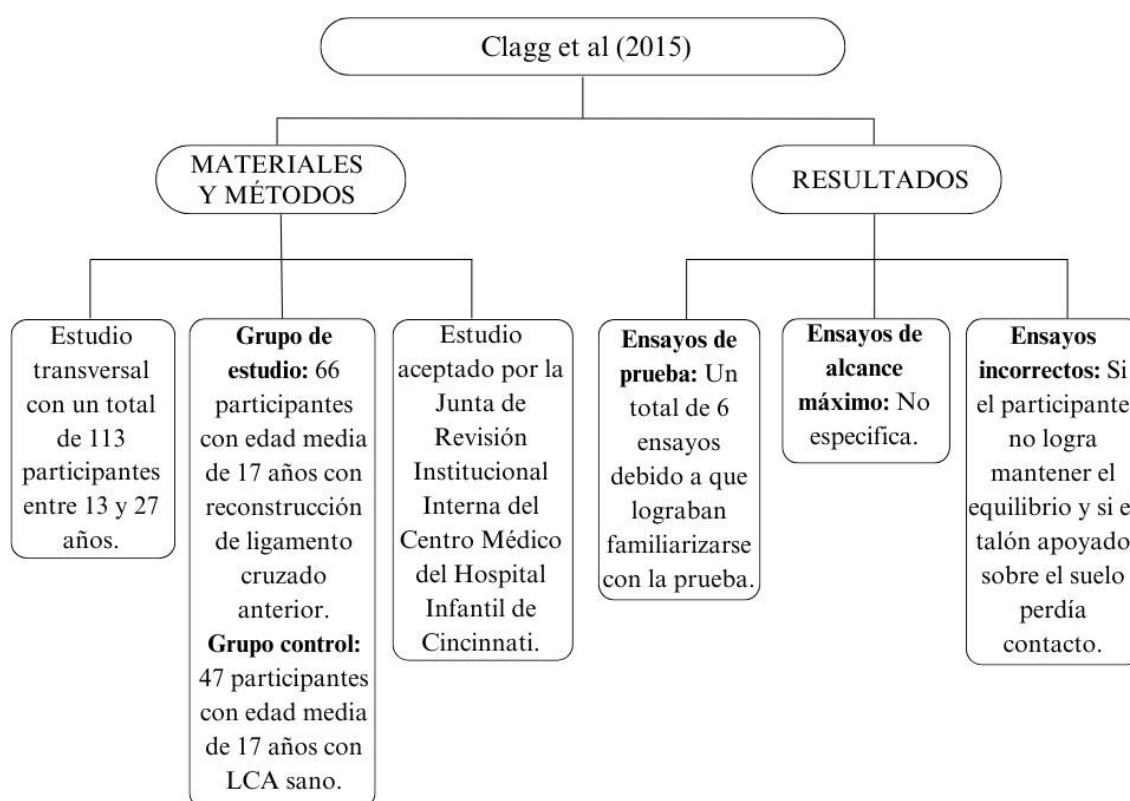 Clagg et al (2015)
MATERIALES
Y MÉTODOS
RESULTADOS
Estudio
transversal
con un total
de 113
participantes
entre 13 y 27
años.
Grupo de
estudio: 66
participantes
con edad media
de 17 años con
reconstrucción
de ligamento
cruzado
anterior.
Grupo control:
47 participantes
con edad media
de 17 años con
LCA sano.
Estudio
aceptado por la
Junta de
Revisión
Institucional
Interna del
Centro Médico
del Hospital
Infantil de
Cincinnati.
Ensayos de
prueba: Un
total de 6
ensayos
debido a que
lograban
familiarizarse
con la prueba.
Ensayos de
alcance
máximo: No
especifica.
Ensayos
incorrectos: Si
el participante
no logra
mantener el
equilibrio y si e
talón apoyado
sobre el suelo
perdía
contacto.